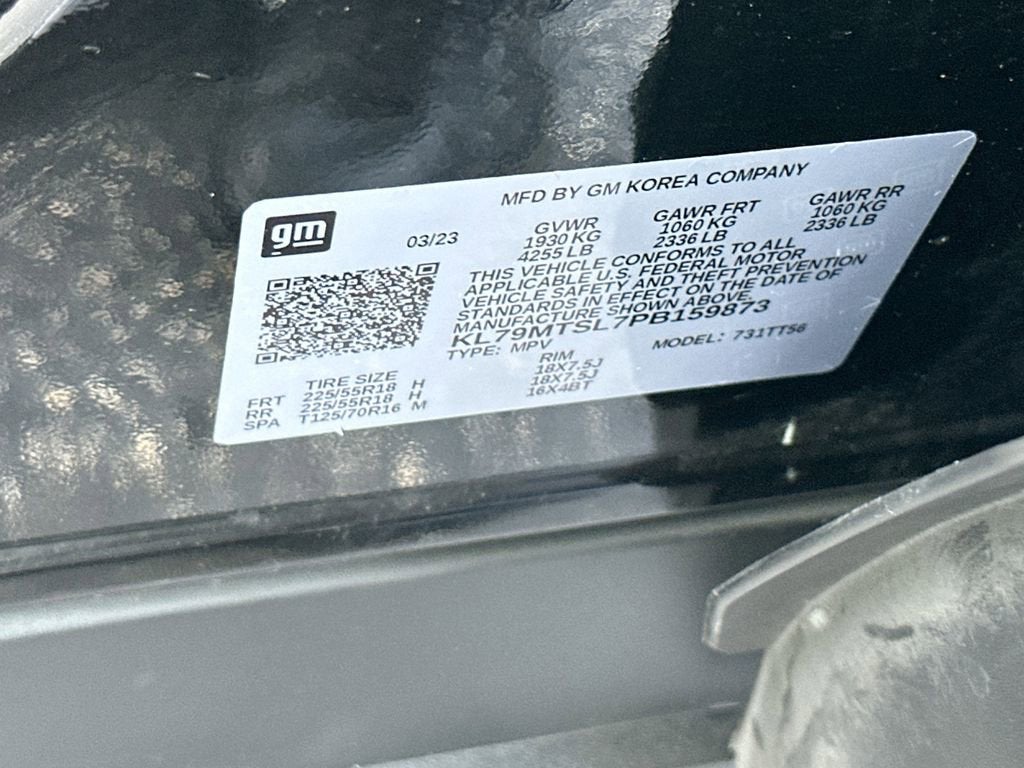 MFD BY GM KOREA COMPANY
gm
03/23
GVWR GAWR FRT GAWR RR
1930 KG 1060 KG 1060 KG
4255 LB 2336 LB 2336 LB
THIS VEHICLE CONFORMS TO ALL
APPLICABLE U.S. FEDERAL MOTOR
VEHICLE SAFETY AND THEFT PREVENTION
STANDARDS IN EFFECT ON THE DATE OF
MANUFACTURE SHOWN ABOVE.
KL79MTSL7PB159873
TYPE: MPV MODEL: 731TT56
TIRE SIZE RIM
FRT 225/55R18 H 18X7.5J
RR 225/55R18 H 18X7.5J
SPA T125/70R16 M 16X4BT